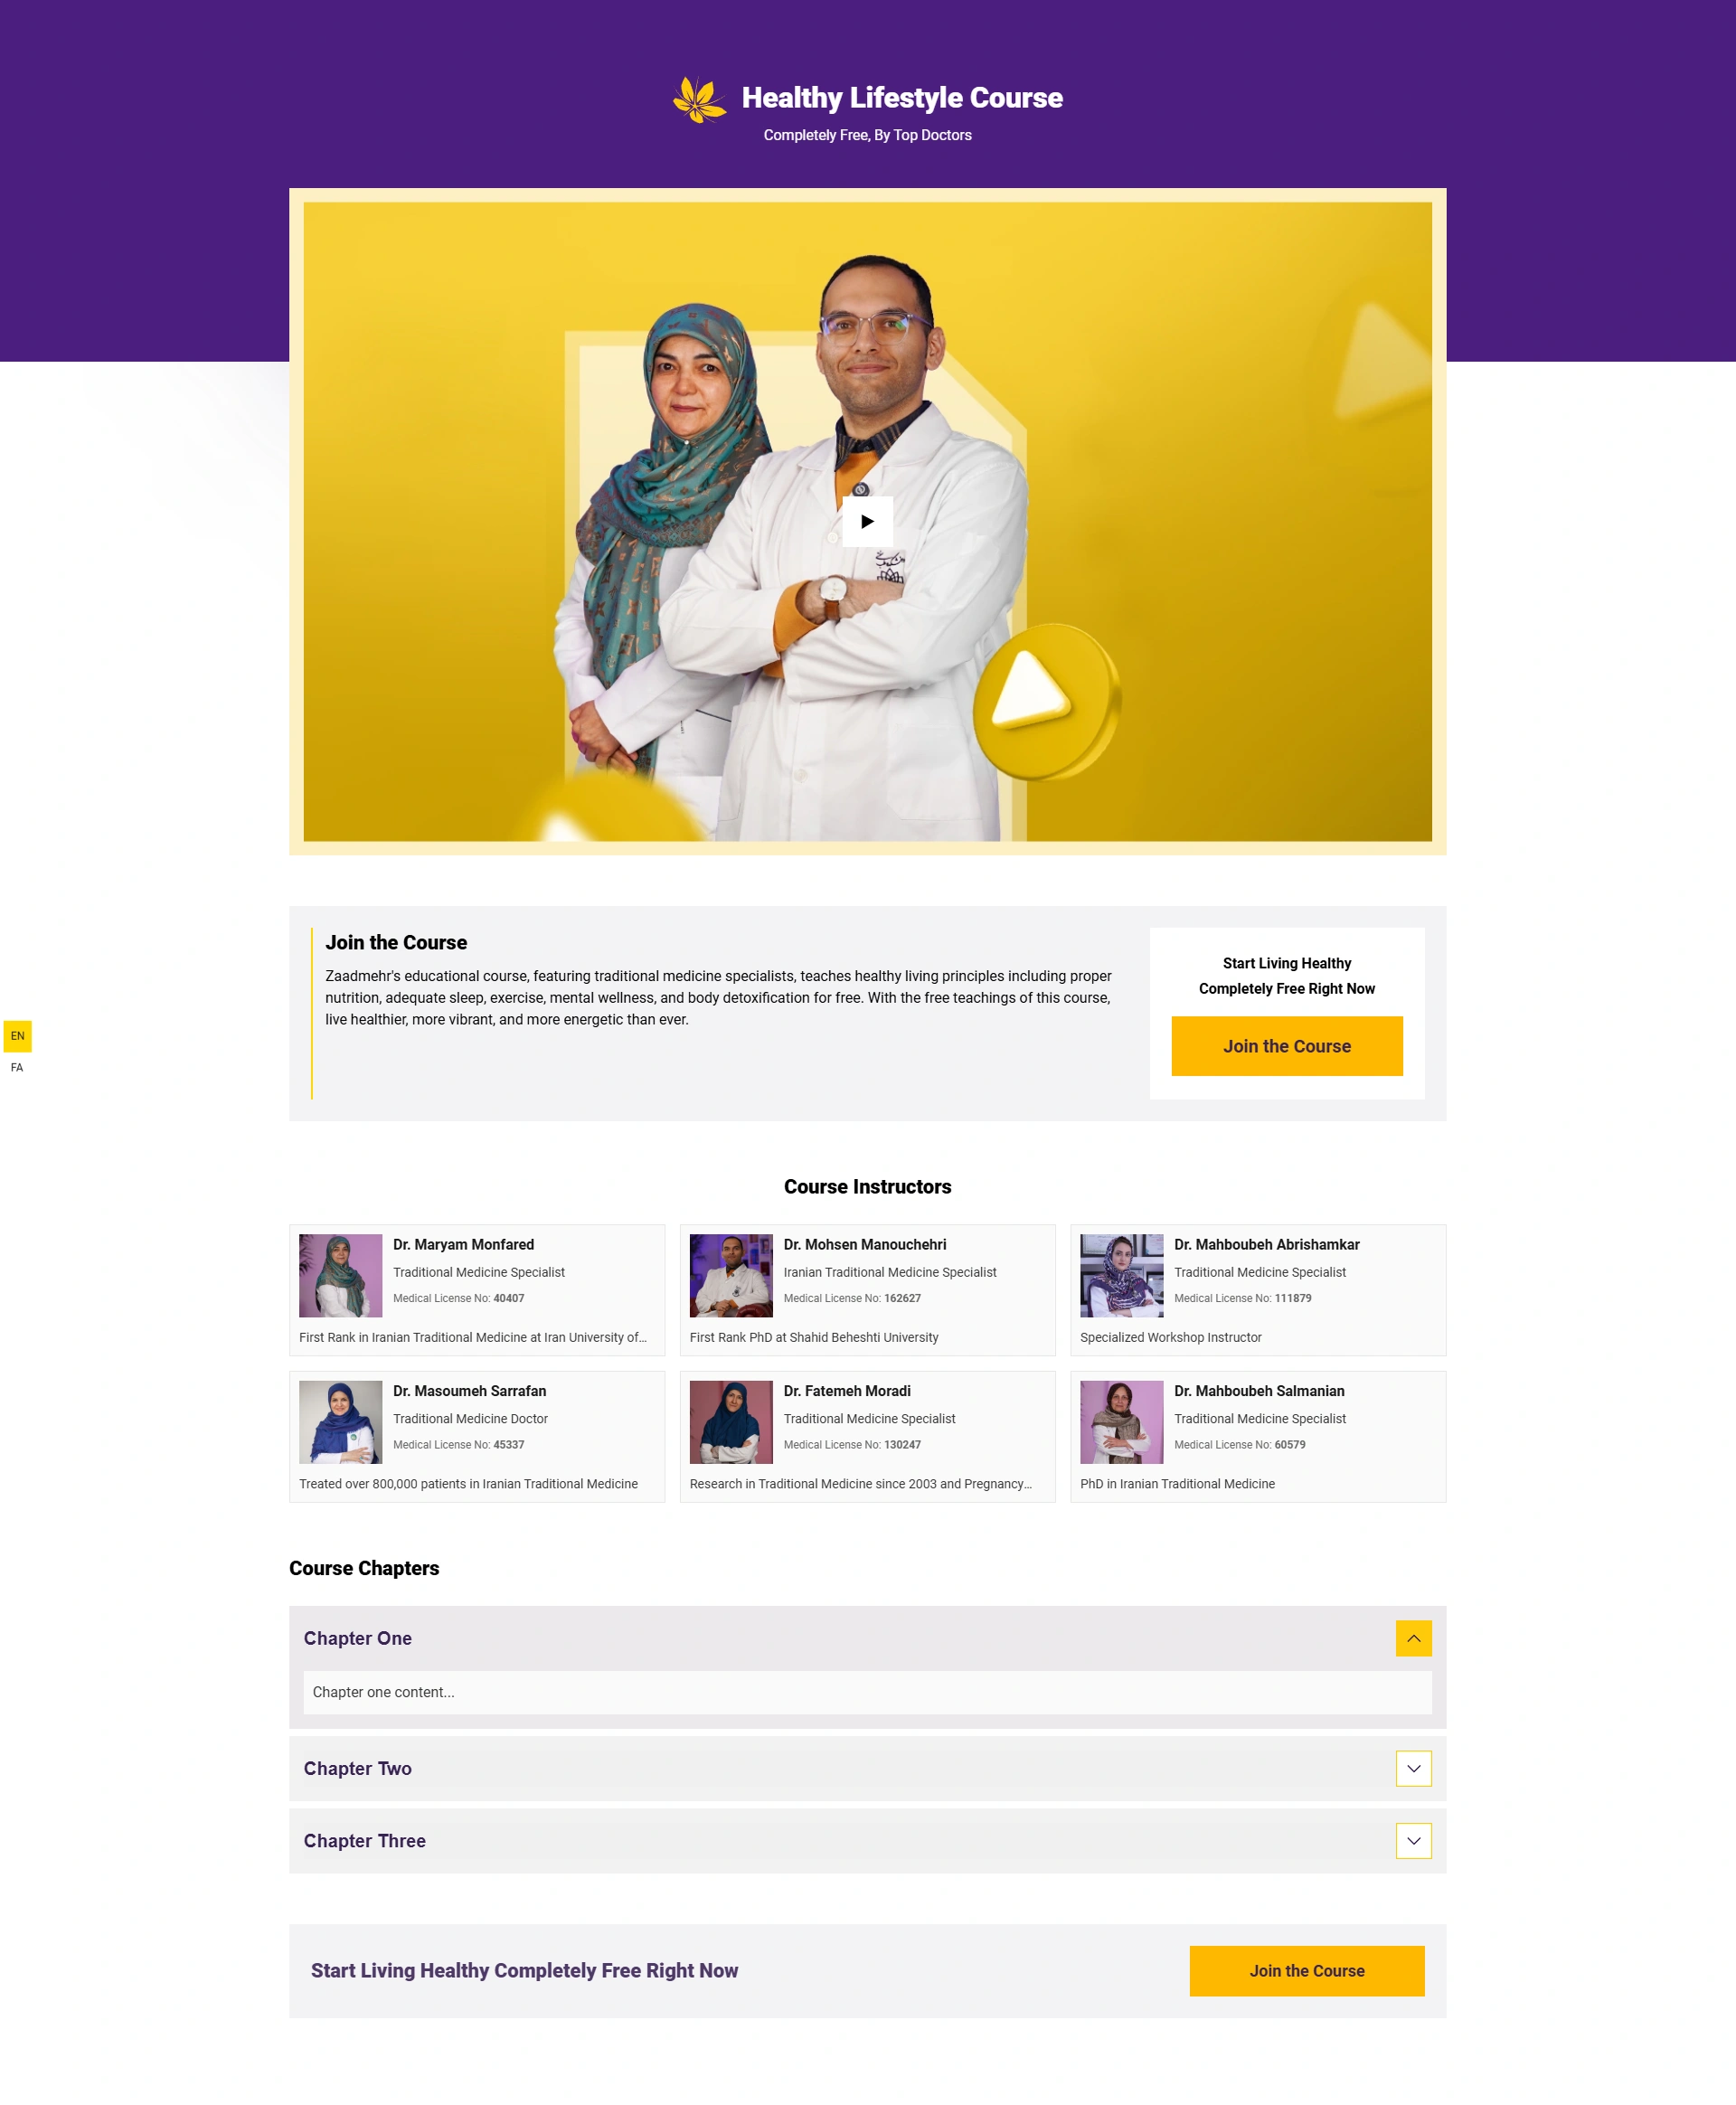 Healthy Lifestyle Course
Completely Free, By Top Doctors
Join the Course
Zaadmehr's educational course, featuring traditional medicine specialists, teaches healthy living principles including proper
nutrition, adequate sleep, exercise, mental wellness, and body detoxification for free. With the free teachings of this course,
live healthier, more vibrant, and more energetic than ever.
Start Living Healthy
Completely Free Right Now
Join the Course
EN
FA
Course Instructors
Dr. Maryam Monfared
Traditional Medicine Specialist
Medical License No: 40407
First Rank in Iranian Traditional Medicine at Iran University of...
Dr. Mohsen Manouchehri
Iranian Traditional Medicine Specialist
Medical License No: 162627
First Rank PhD at Shahid Beheshti University
Dr. Mahboubeh Abrishamkar
Traditional Medicine Specialist
Medical License No: 111879
Specialized Workshop Instructor
Dr. Masoumeh Sarrafan
Traditional Medicine Doctor
Medical License No: 45337
Treated over 800,000 patients in Iranian Traditional Medicine
Dr. Fatemeh Moradi
Traditional Medicine Specialist
Medical License No: 130247
Research in Traditional Medicine since 2003 and Pregnancy...
Dr. Mahboubeh Salmanian
Traditional Medicine Specialist
Medical License No: 60579
PhD in Iranian Traditional Medicine
Course Chapters
Chapter One
Chapter one content...
Chapter Two
Chapter Three
Start Living Healthy Completely Free Right Now
Join the Course